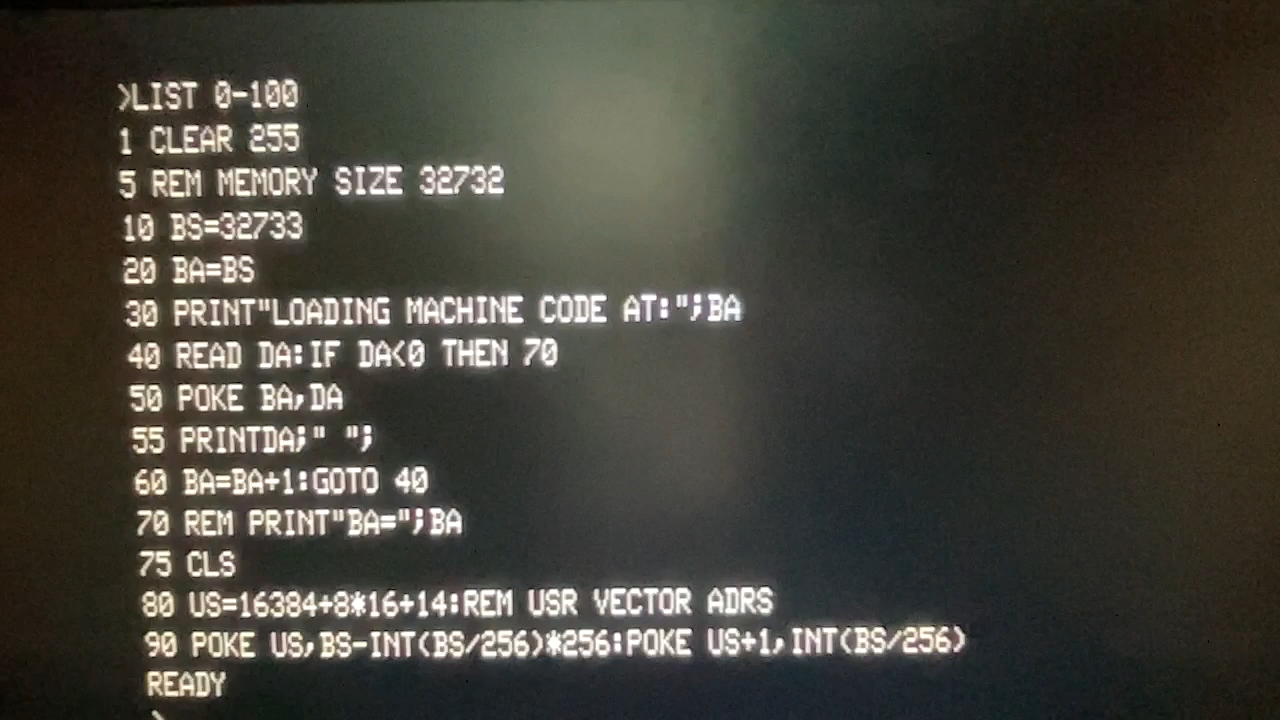 >LIST 0-100
1 CLEAR 255
5 REM MEMORY SIZE 32732
10 BS=32733
20 BA=BS
30 PRINT"LOADING MACHINE CODE AT:";BA
40 READ DA:IF DA<0 THEN 70
50 POKE BA,DA
55 PRINTDA;" ";
60 BA=BA+1:GOTO 40
70 REM PRINT"BA=";BA
75 CLS
80 US=16384+8*16+14:REM USR VECTOR ADRS
90 POKE US,BS-INT(BS/256)*256:POKE US+1,INT(BS/256)
READY
>